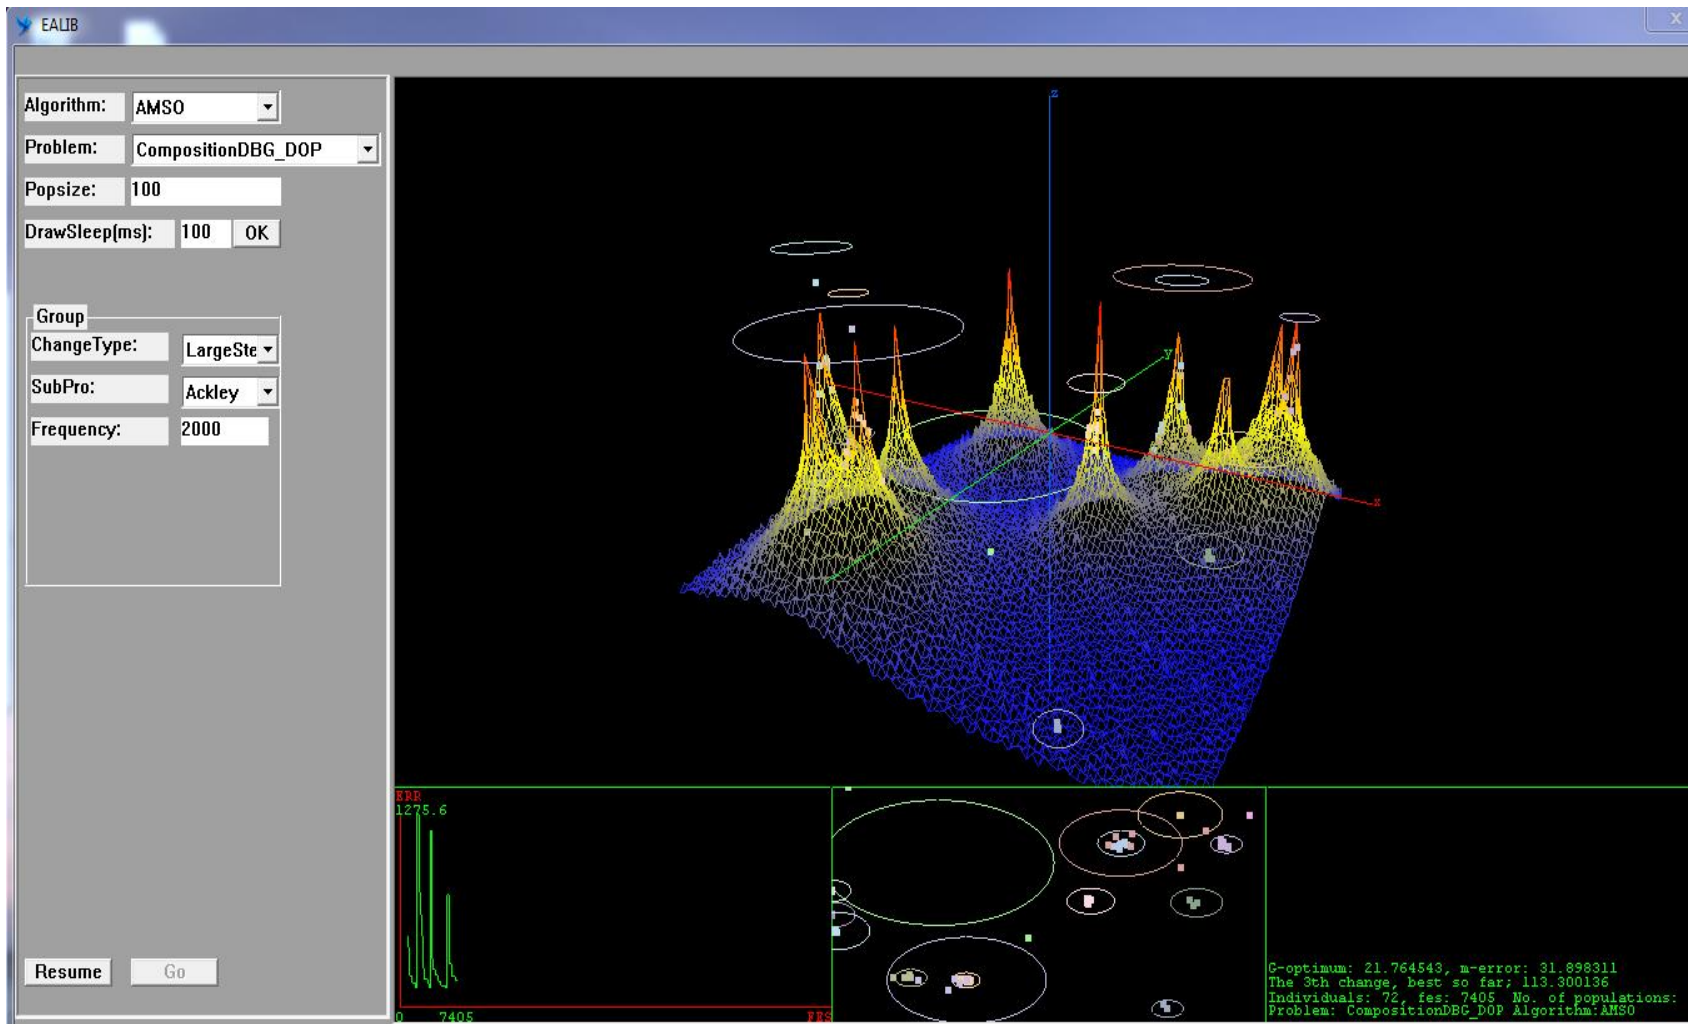 EALIB
X
Algorithm: AMSO
Problem: CompositionDBG_DOP
Popsize: 100
DrawSleep(ms): 100 OK
Group
ChangeType: LargeSte
SubPro: Ackley
Frequency: 2000
Resume Go
z
y
x
ERR
1275.6
0 7405 FES
G-optimum: 21.764543, m-error: 31.898311
The 3th change, best so far; 113.300136
Individuals: 72, fes: 7405 No. of populations:
Problem: CompositionDBG_DOP Algorithm:AMSO